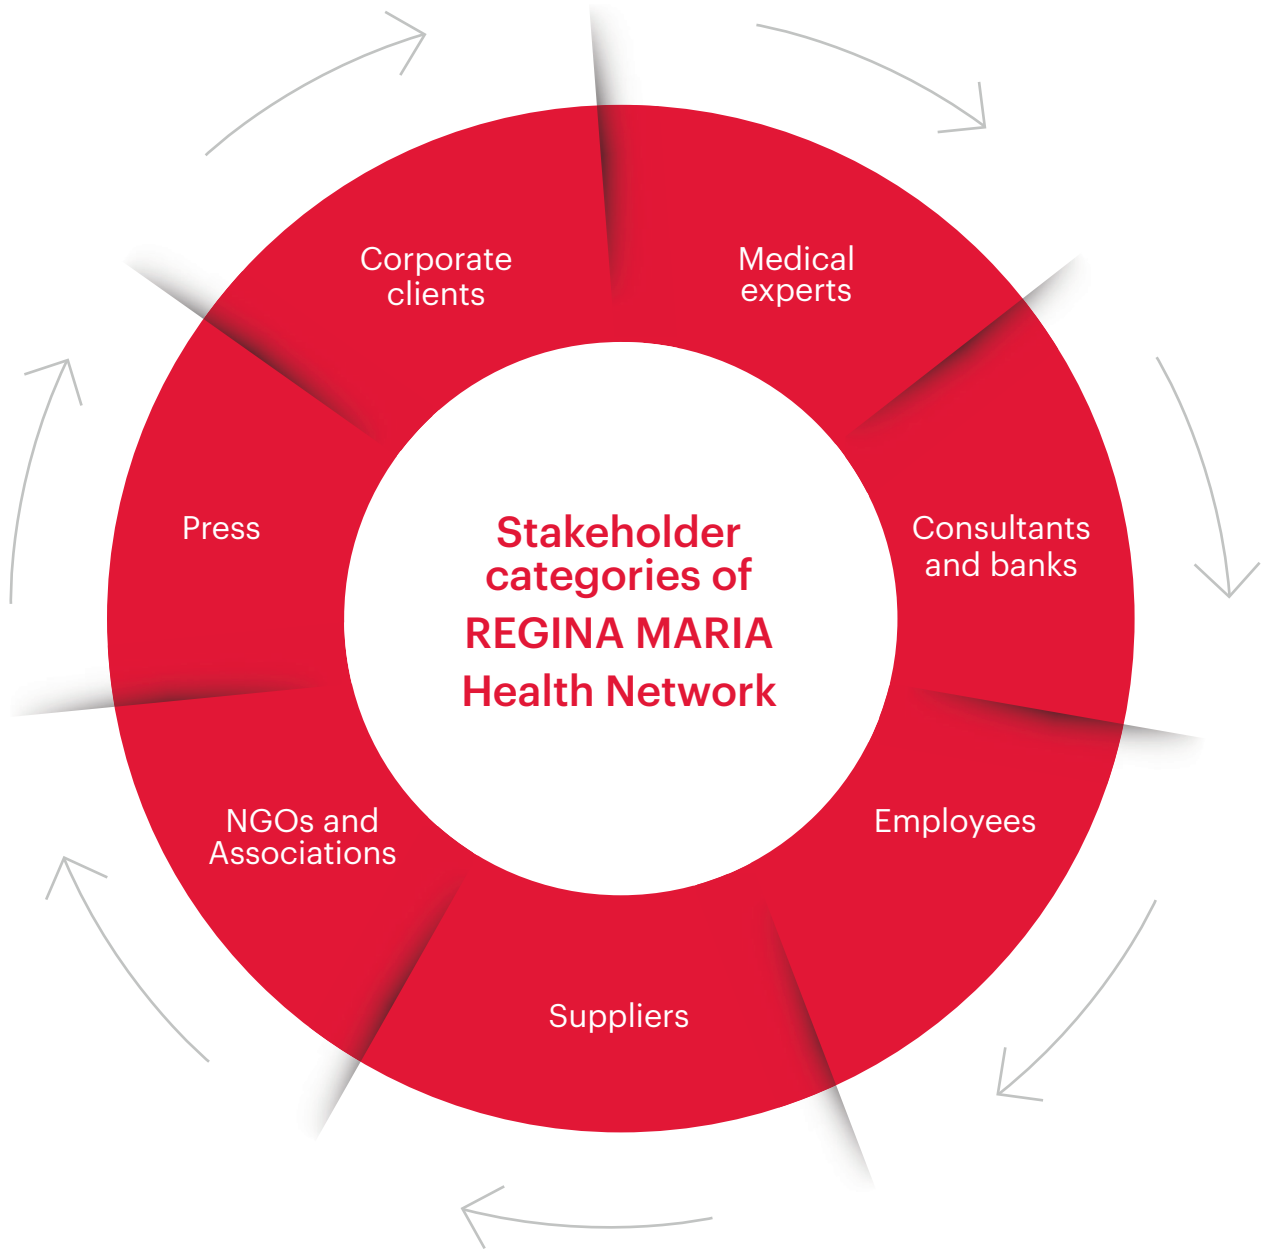 Corporate
clients
Medical
experts
Press
Stakeholder
categories of
REGINA MARIA
Health Network
Consultants
and banks
NGOs and
Associations
Employees
Suppliers